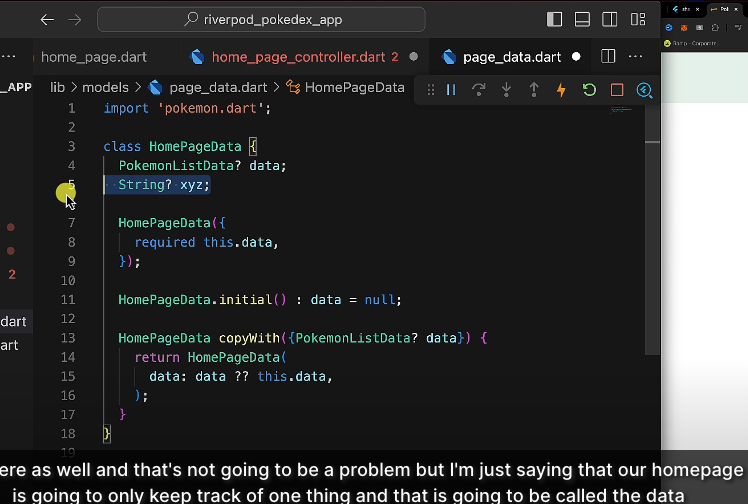 riverpod_pokedex_app
home_page.dart
home_page_controller.dart 2
page_data.dart
_APP
lib > models > page_data.dart > HomePageData
1 import 'pokemon.dart';
2
3 class HomePageData {
4 PokemonListData? data;
5 String? xyz;
7 HomePageData({
8 required this.data,
9 });
10
11 HomePageData.initial() : data = null;
12
13 HomePageData copyWith({PokemonListData? data}) {
14 return HomePageData(
15 data: data ?? this.data,
16 );
17 }
18 }
19
2
dart
art
ere as well and that's not going to be a problem but I'm just saying that our homepage
is going to only keep track of one thing and that is going to be called the data